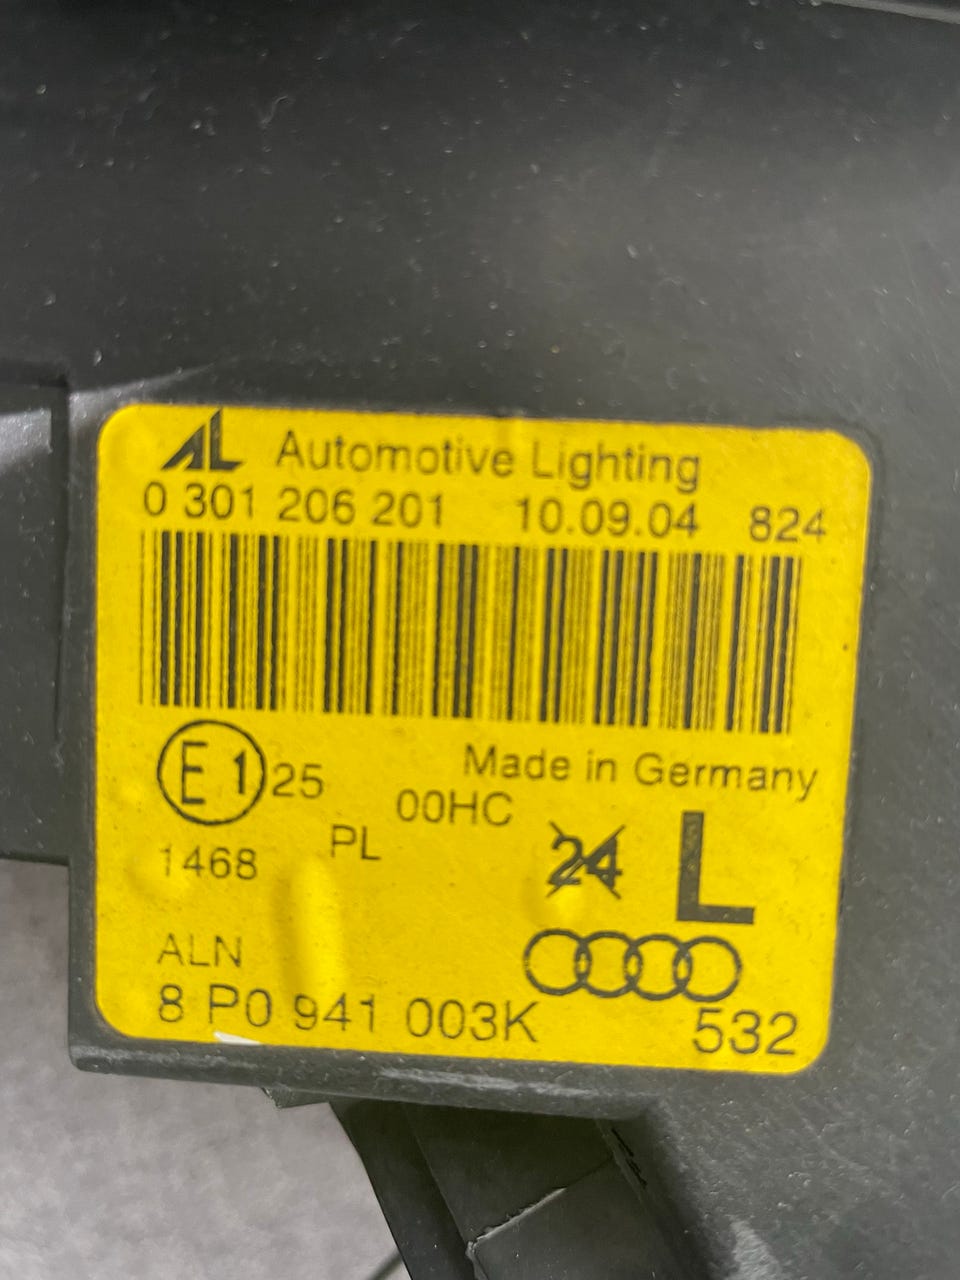 AL Automotive Lighting
0 301 206 201 10.09.04 824
E1 25 Made in Germany
00HC
PL
1468
24 L
ALN
8 P0 941 003K 532